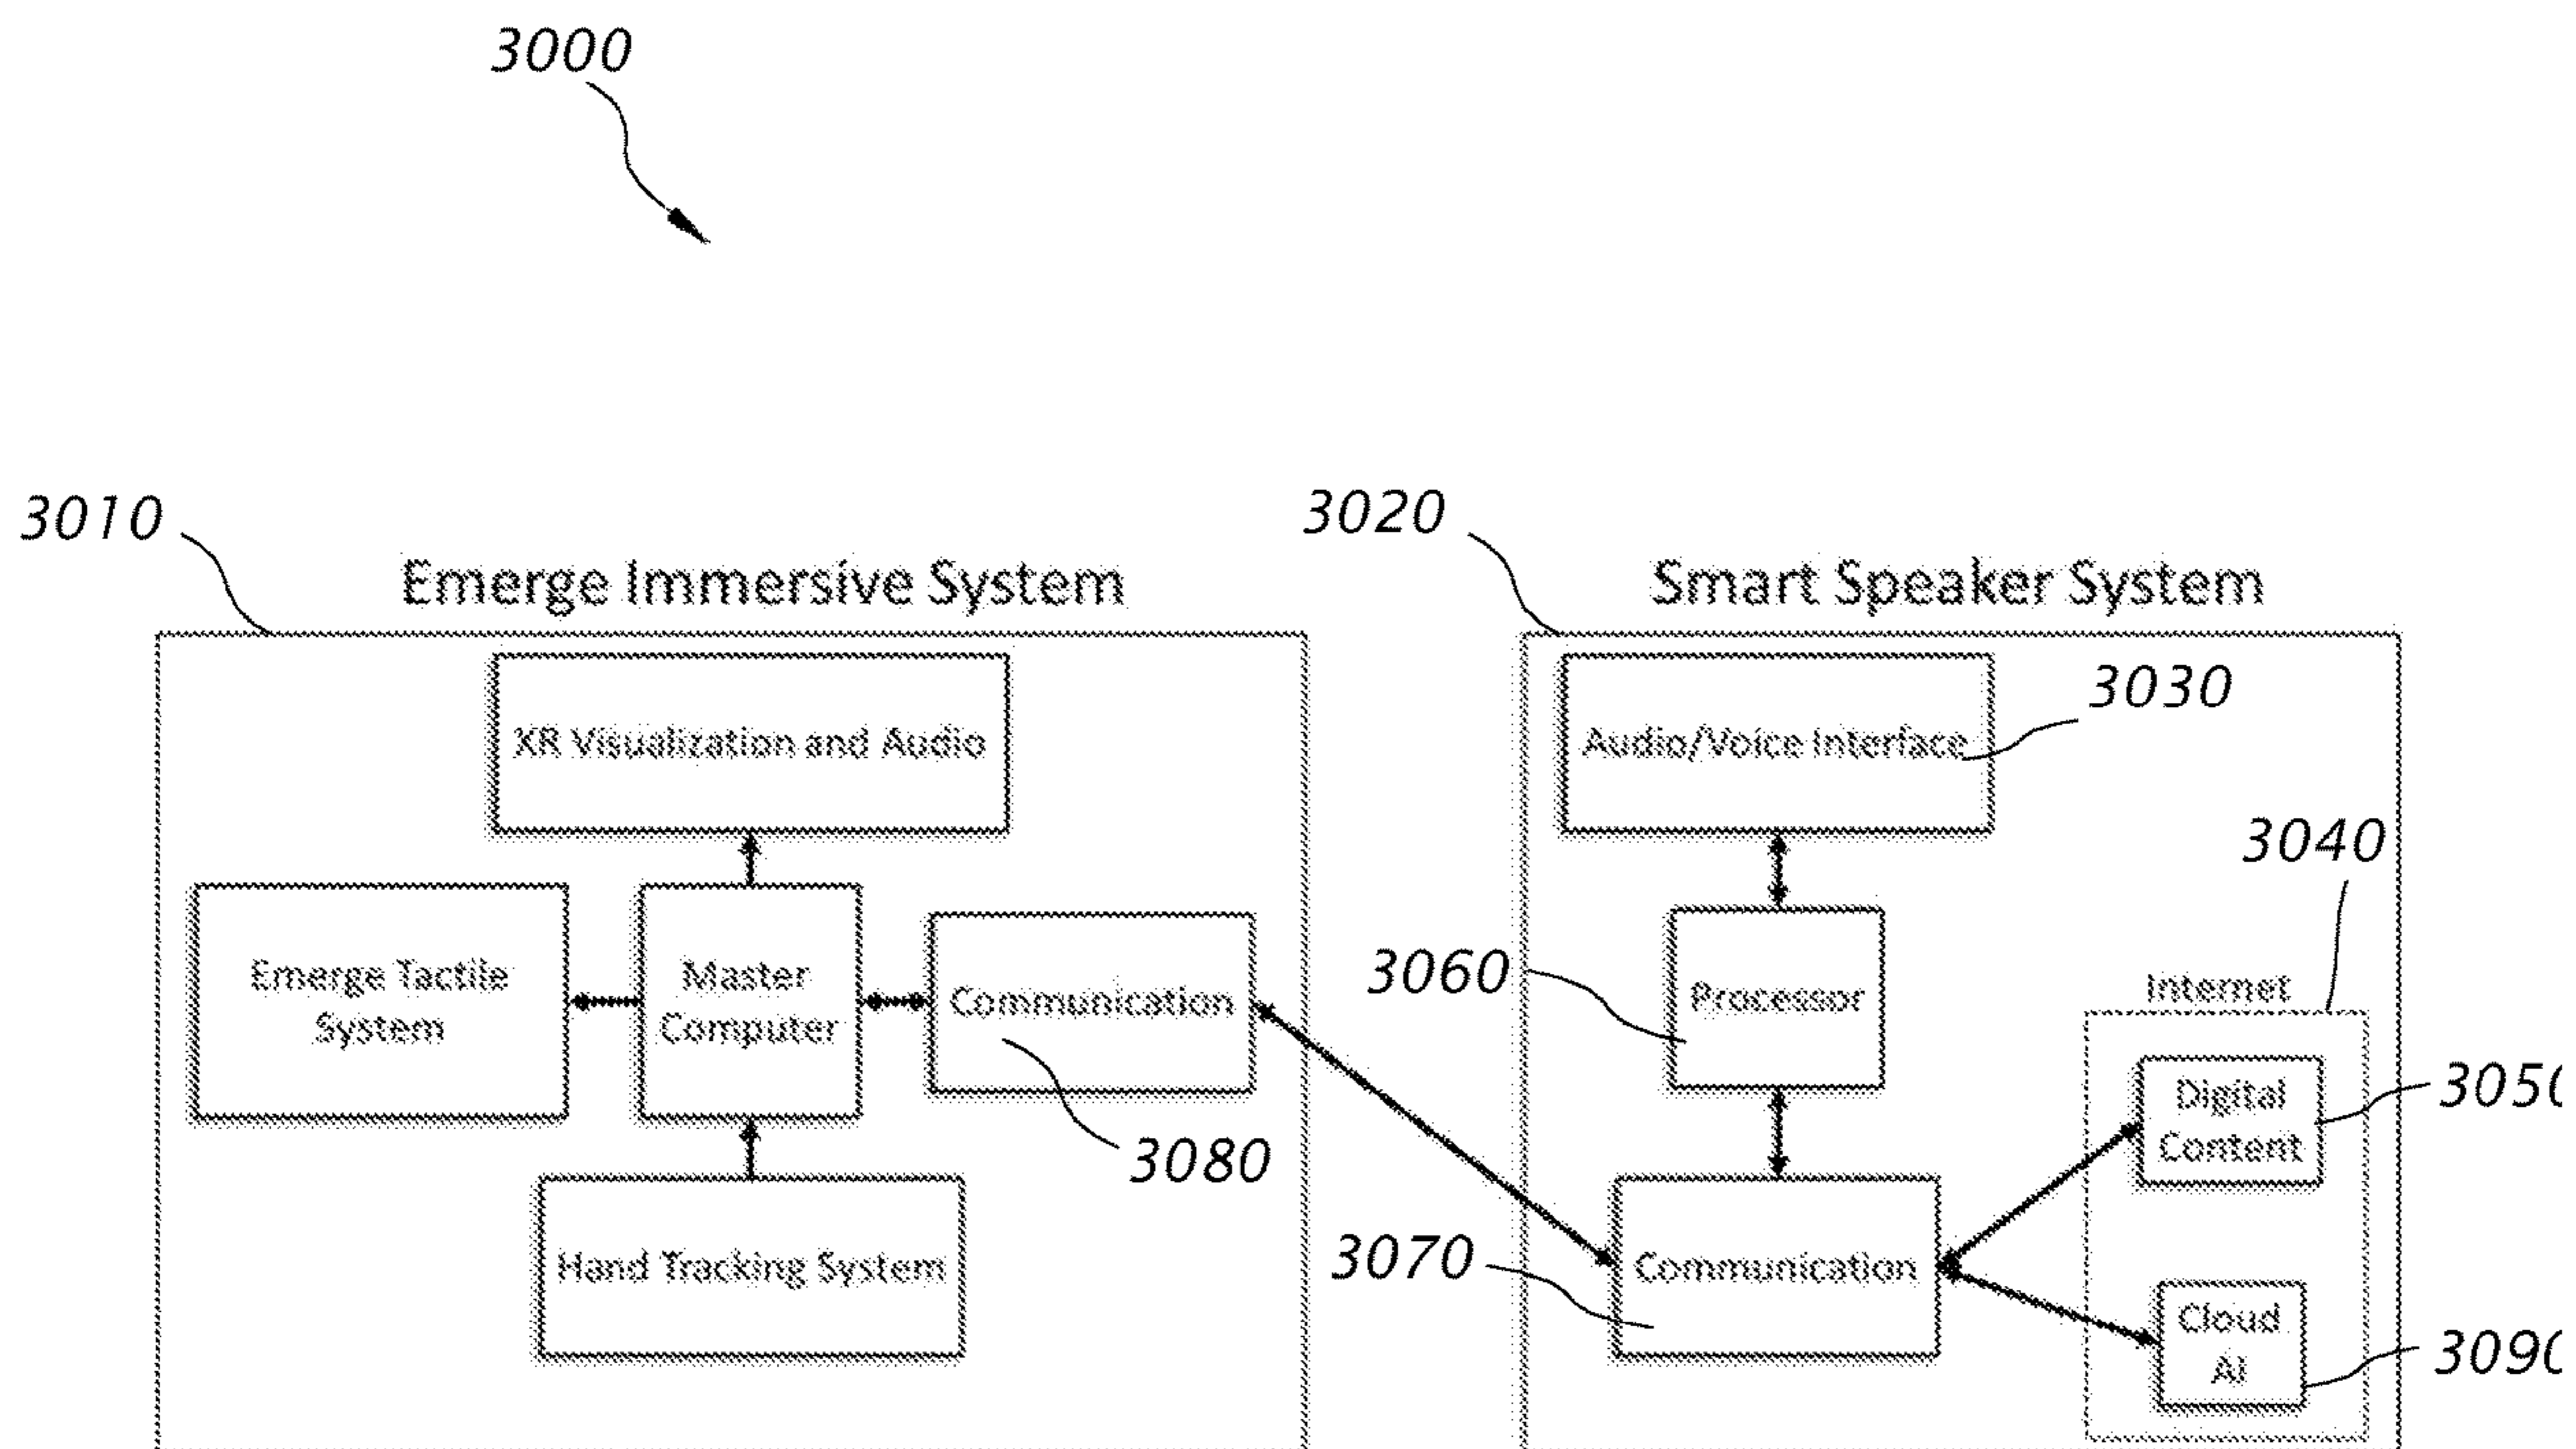 3000
3010
3020
Emerge Immersive System
Smart Speaker System
XR Visualization and Audio
Audio/Voice Interface
3030
3040
Emerge Tactile
System
Master
Computer
Communication
3060
Processor
Internet
Digital
Content
3050
3080
Hand Tracking System
3070
Communication
Cloud
AI
3090